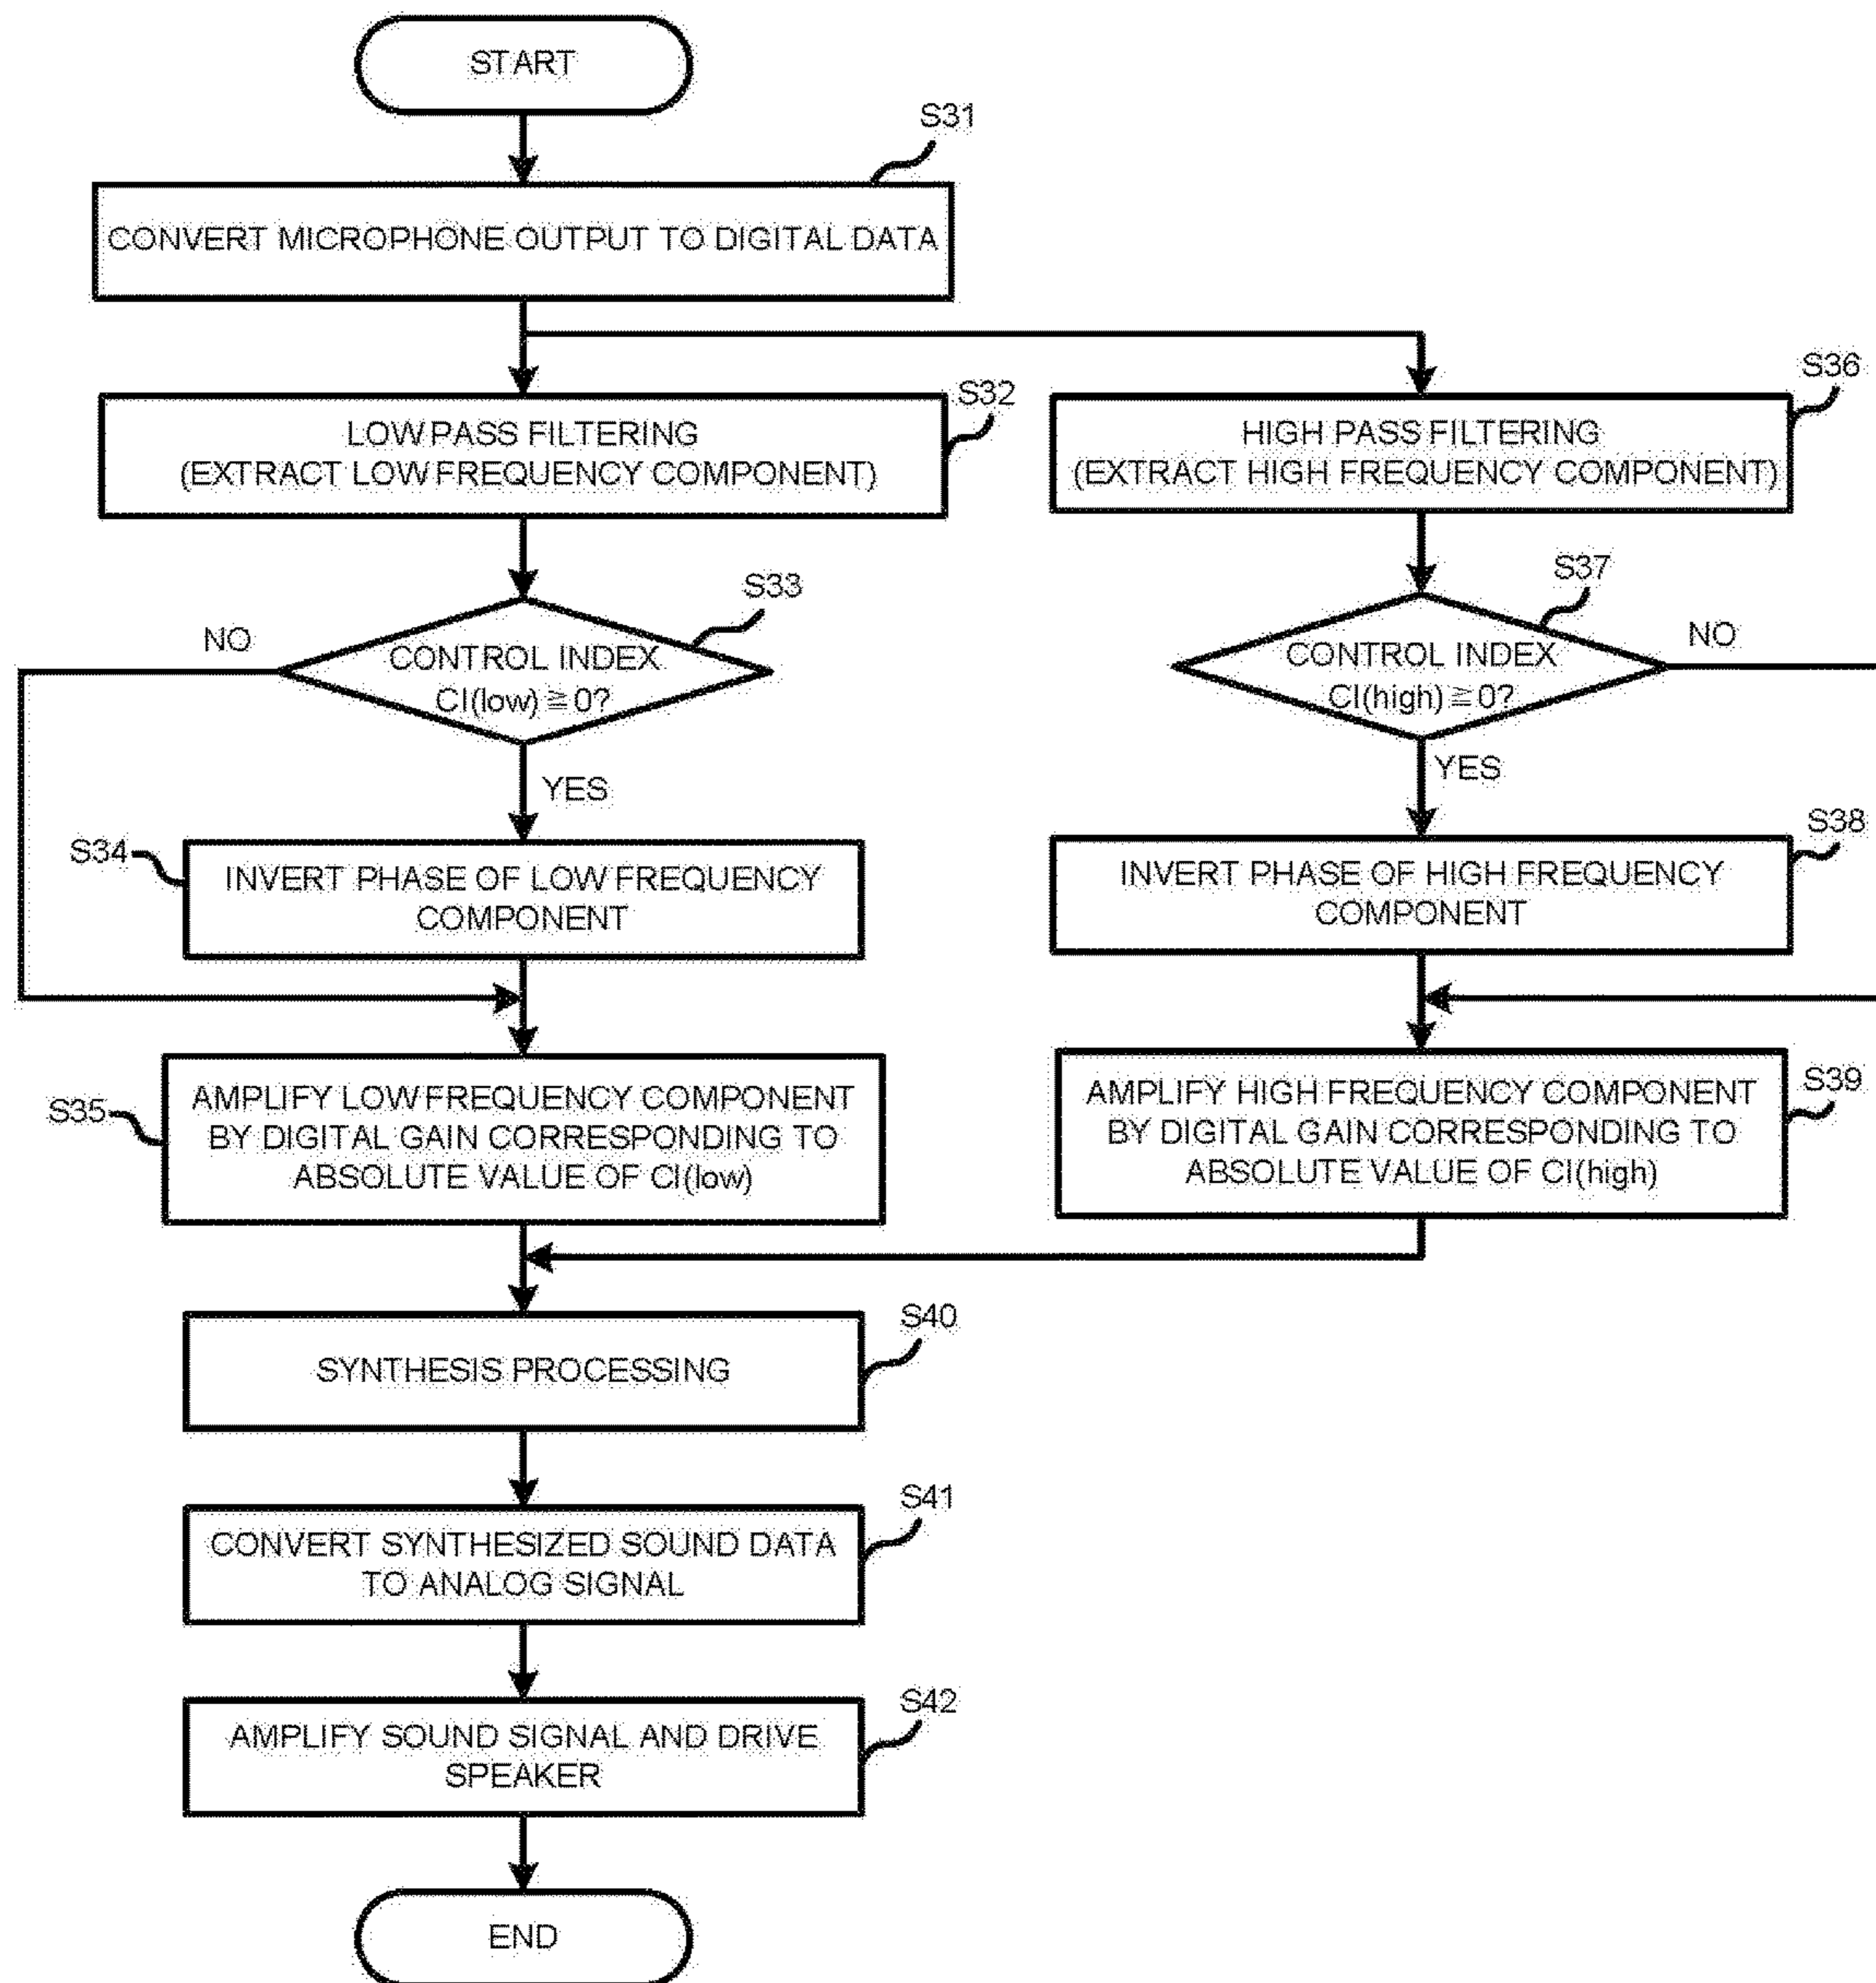 START
S31
CONVERT MICROPHONE OUTPUT TO DIGITAL DATA
S32
LOW PASS FILTERING
(EXTRACT LOW FREQUENCY COMPONENT)
S36
HIGH PASS FILTERING
(EXTRACT HIGH FREQUENCY COMPONENT)
S33
NO
CONTROL INDEX
CI(low)≧0?
YES
S37
NO
CONTROL INDEX
CI(high)≧0?
YES
S34
INVERT PHASE OF LOW FREQUENCY
COMPONENT
S38
INVERT PHASE OF HIGH FREQUENCY
COMPONENT
S35
AMPLIFY LOW FREQUENCY COMPONENT
BY DIGITAL GAIN CORRESPONDING TO
ABSOLUTE VALUE OF CI(low)
S39
AMPLIFY HIGH FREQUENCY COMPONENT
BY DIGITAL GAIN CORRESPONDING TO
ABSOLUTE VALUE OF CI(high)
S40
SYNTHESIS PROCESSING
S41
CONVERT SYNTHESIZED SOUND DATA
TO ANALOG SIGNAL
S42
AMPLIFY SOUND SIGNAL AND DRIVE
SPEAKER
END